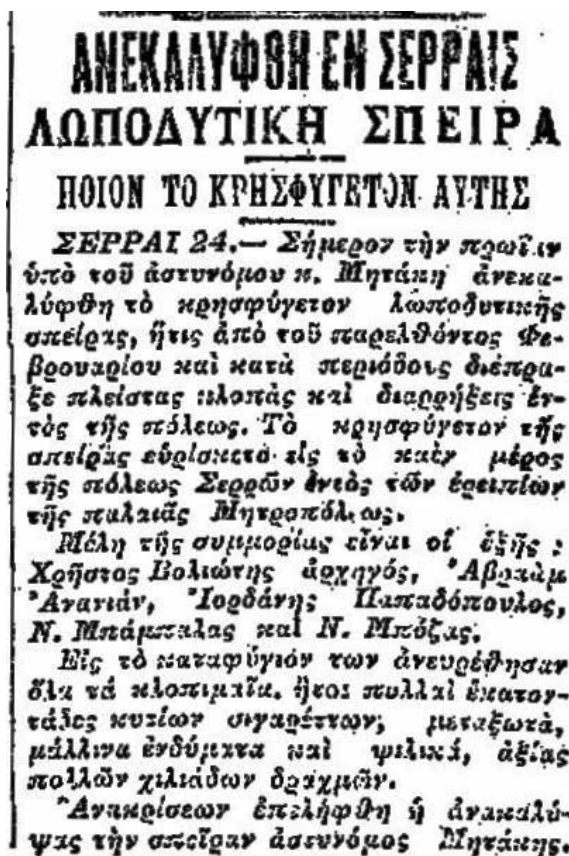 ΑΝΕΚΑΛΥΦΘΗ ΕΝ ΣΕΡΡΑΙΣ
ΛΩΠΟΔΥΤΙΚΗ ΣΠΕΙΡΑ
ΠΟΙΟΝ ΤΟ ΚΡΗΣΦΥΓΕΤΟΝ ΑΥΤΗΣ
ΣΕΡΡΑΙ 24.— Σήμερον τὴν πρωΐαν
ὑπὸ τοῦ ἀστυνόμου κ. Μητάκη ἀνεκα-
λύφθη τὸ κρησφύγετον λωποδυτικῆς
σπείρας, ἥτις ἀπὸ τοῦ παρελθόντος Φε-
βρουαρίου καὶ κατὰ περιόδους διέπρα-
ξε πλείστας κλοπὰς καὶ διαρρήξεις ἐν-
τὸς τῆς πόλεως. Τὸ κρησφύγετον τῆς
σπείρας εὑρίσκετο εἰς τὸ καὲν μέρος
τῆς πόλεως Σερρῶν ἐντὸς τῶν ἐρειπίων
τῆς παλαιᾶς Μητροπόλεως.
Μέλη τῆς συμμορίας εἶναι οἱ ἑξῆς :
Χρῆστος Βολιώτης ἀρχηγός, Ἀβραὰμ
Ἀνανιάν, Ἰορδάνης Παπαδόπουλος,
Ν. Μπάμπαλας καὶ Ν. Μπόζας.
Εἰς τὸ καταφύγιόν των ἀνευρέθησαν
ὅλα τὰ κλοπιμαῖα, ἤτοι πολλαὶ ἑκατον-
τάδες κυτίων σιγαρέττων, μεταξωτά,
μάλλινα ἐνδύματα καὶ ψιλικά, ἀξίας
πολλῶν χιλιάδων δραχμῶν.
Ἀνακρίσεων ἐπελήφθη ὁ ἀνακαλύ-
ψας τὴν σπεῖραν ἀστυνόμος Μητάκης.